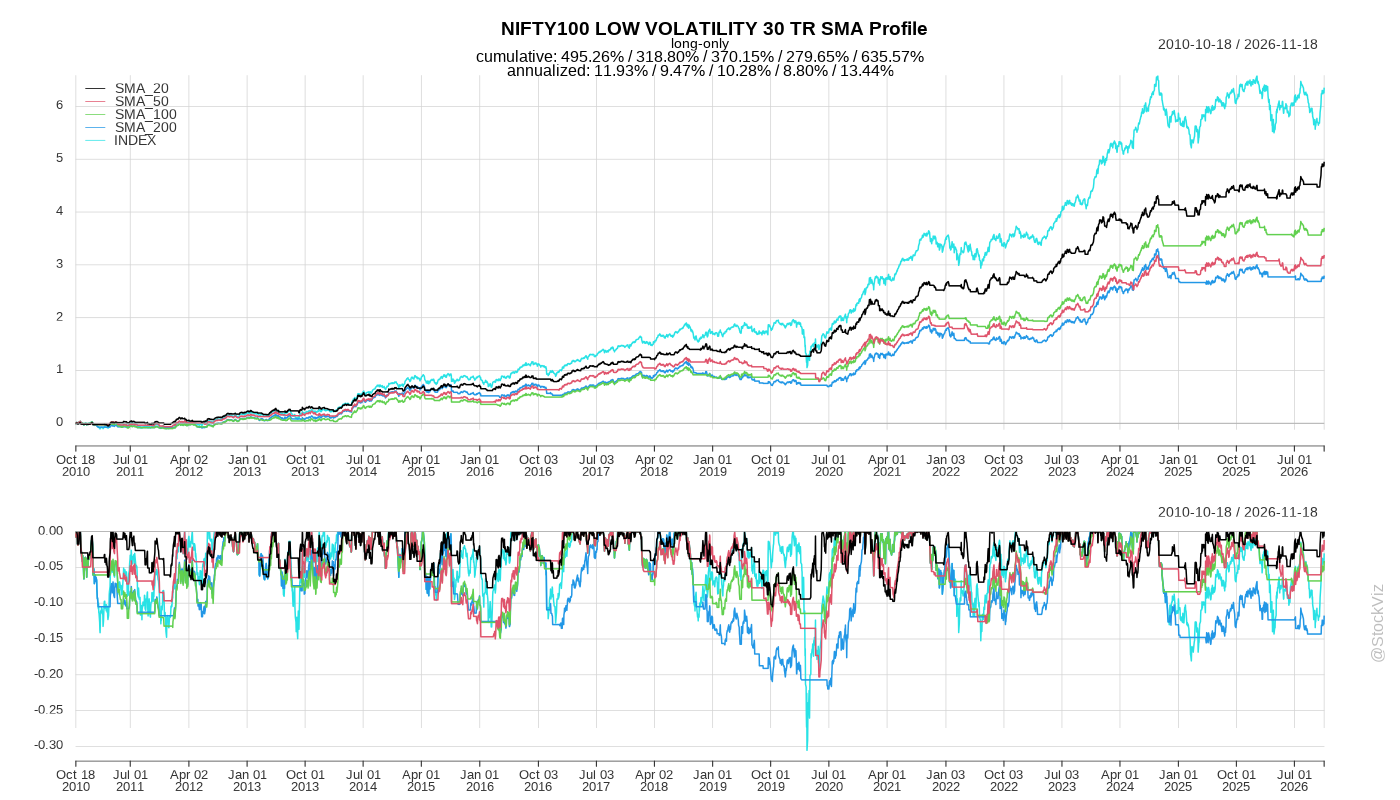 NIFTY100 LOW VOLATILITY 30 TR SMA Profile
long-only
2010-10-18 / 2026-11-18
cumulative: 495.26% / 318.80% / 370.15% / 279.65% / 635.57%
annualized: 11.93% / 9.47% / 10.28% / 8.80% / 13.44%
SMA_20
SMA_50
SMA_100
SMA_200
INDEX
6
5
4
3
2
1
0
Oct 18 Jul 01 Apr 02 Jan 01 Oct 01 Jul 01 Apr 01 Jan 01 Oct 03 Jul 03 Apr 02 Jan 01 Oct 01 Jul 01 Apr 01 Jan 03 Oct 03 Jul 03 Apr 01 Jan 01 Oct 01 Jul 01
2010 2011 2012 2013 2013 2014 2015 2016 2016 2017 2018 2019 2019 2020 2021 2022 2022 2023 2024 2025 2025 2026
2010-10-18 / 2026-11-18
0.00
-0.05
-0.10
-0.15
-0.20
-0.25
-0.30
Oct 18 Jul 01 Apr 02 Jan 01 Oct 01 Jul 01 Apr 01 Jan 01 Oct 03 Jul 03 Apr 02 Jan 01 Oct 01 Jul 01 Apr 01 Jan 03 Oct 03 Jul 03 Apr 01 Jan 01 Oct 01 Jul 01
2010 2011 2012 2013 2013 2014 2015 2016 2016 2017 2018 2019 2019 2020 2021 2022 2022 2023 2024 2025 2025 2026
@StockViz